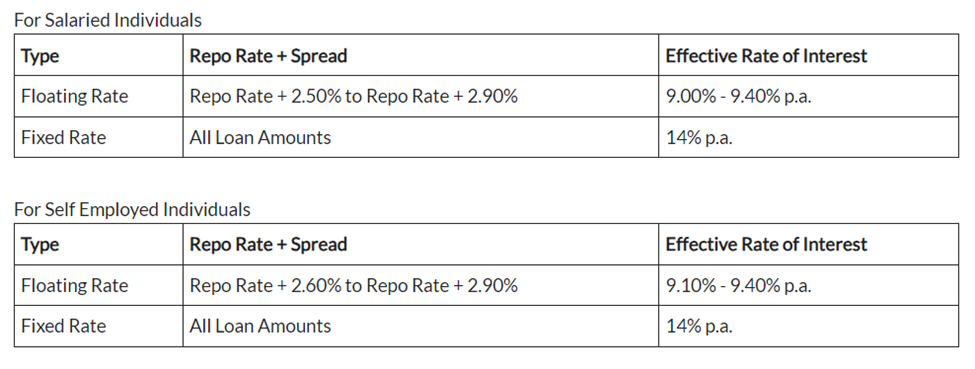 For Salaried Individuals
Type Repo Rate + Spread Effective Rate of Interest
Floating Rate Repo Rate + 2.50% to Repo Rate + 2.90% 9.00% - 9.40% p.a.
Fixed Rate All Loan Amounts 14% p.a.
For Self Employed Individuals
Type Repo Rate + Spread Effective Rate of Interest
Floating Rate Repo Rate + 2.60% to Repo Rate + 2.90% 9.10% - 9.40% p.a.
Fixed Rate All Loan Amounts 14% p.a.